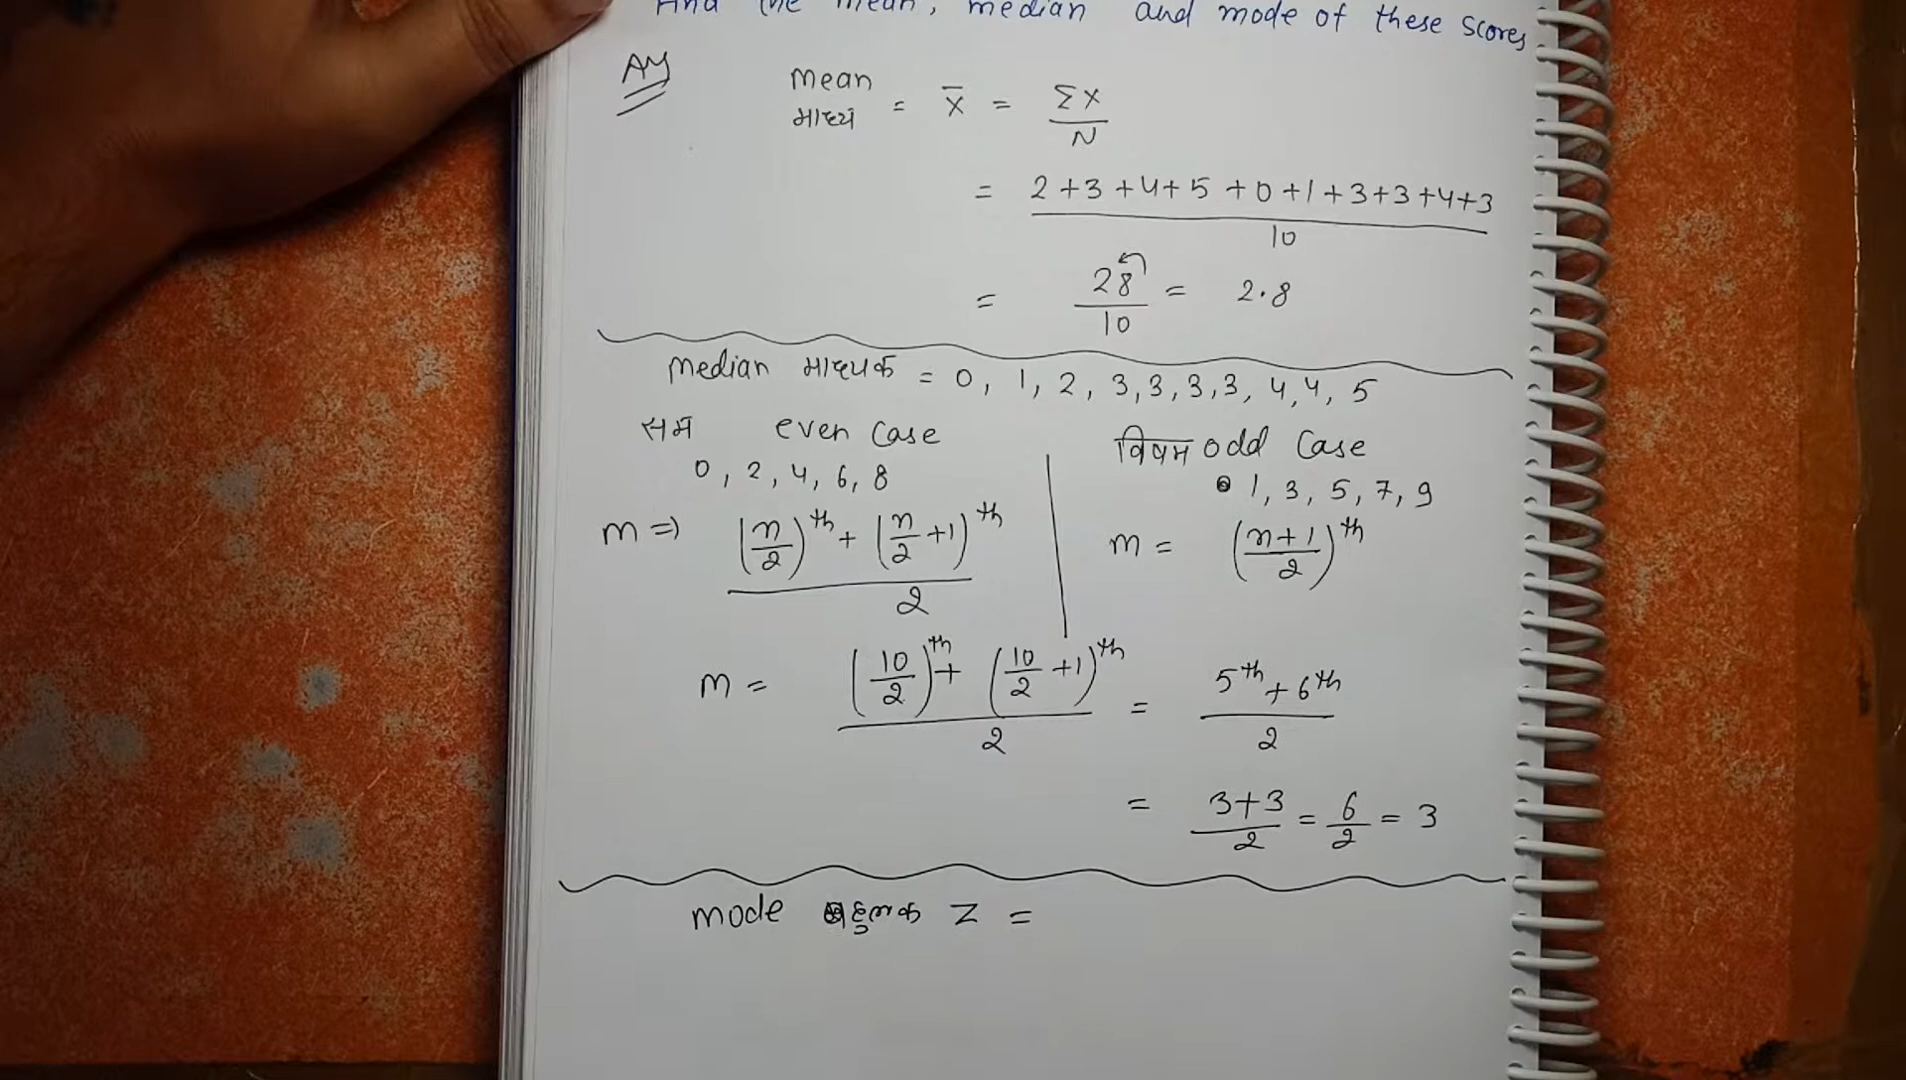 Find the mean, median and mode of these scores
Ans
mean
माध्य = x̄ = Σx/N
= 2+3+4+5+0+1+3+3+4+3/10
= 28/10 = 2.8
median माध्यक = 0, 1, 2, 3,3,3,3, 4,4, 5
सम even case
0, 2, 4, 6, 8
विषम odd case
1, 3, 5, 7, 9
m ⇒ ((n/2)th + (n/2 + 1)th)/2
m = ((n+1)/2)th
m = ((10/2)th + (10/2 + 1)th)/2 = (5th + 6th)/2
= (3+3)/2 = 6/2 = 3
mode बहुलक Z =